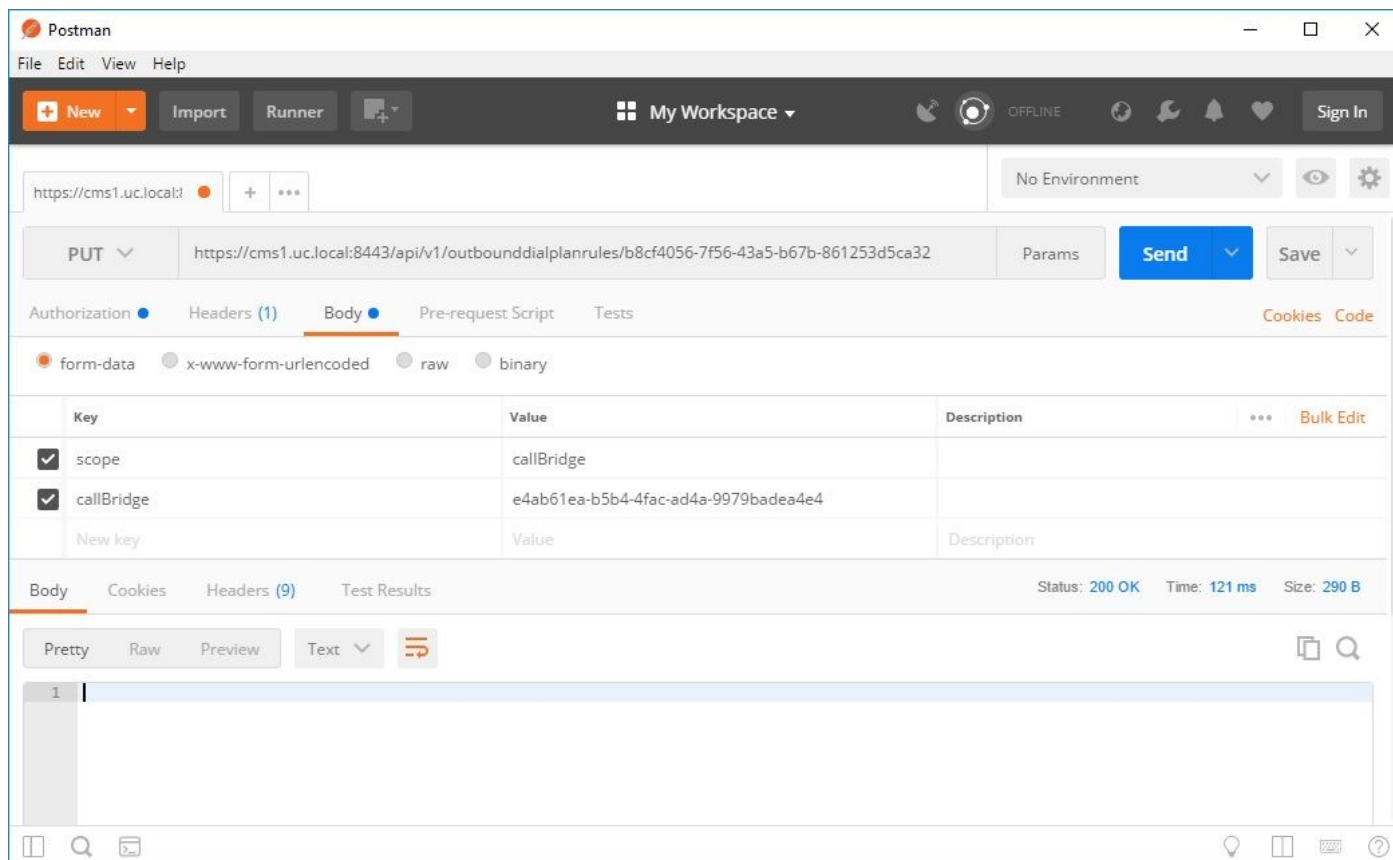 Postman
File Edit View Help
New Import Runner My Workspace OFFLINE Sign In
https://cms1.uc.local:8 + ••• No Environment
PUT https://cms1.uc.local:8443/api/v1/outbounddialplanrules/b8cf4056-7f56-43a5-b67b-861253d5ca32 Params Send Save
Authorization Headers (1) Body Pre-request Script Tests Cookies Code
form-data x-www-form-urlencoded raw binary
Key Value Description ••• Bulk Edit
scope callBridge
callBridge e4ab61ea-b5b4-4fac-ad4a-9979badea4e4
New key Value Description
Body Cookies Headers (9) Test Results Status: 200 OK Time: 121 ms Size: 290 B
Pretty Raw Preview Text
1